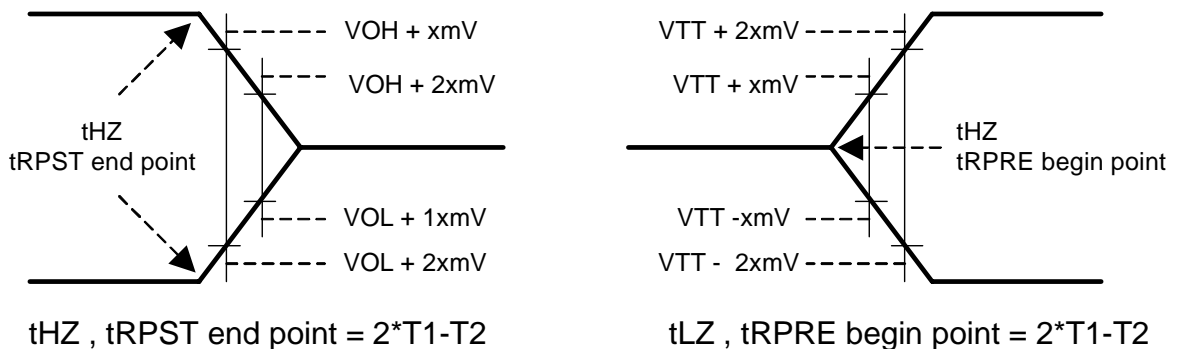 VOH + xmV
VOH + 2xmV
tHZ
tRPST end point
VOL + 1xmV
VOL + 2xmV
tHZ , tRPST end point = 2*T1-T2
VTT + 2xmV
VTT + xmV
tHZ
tRPRE begin point
VTT -xmV
VTT - 2xmV
tLZ , tRPRE begin point = 2*T1-T2